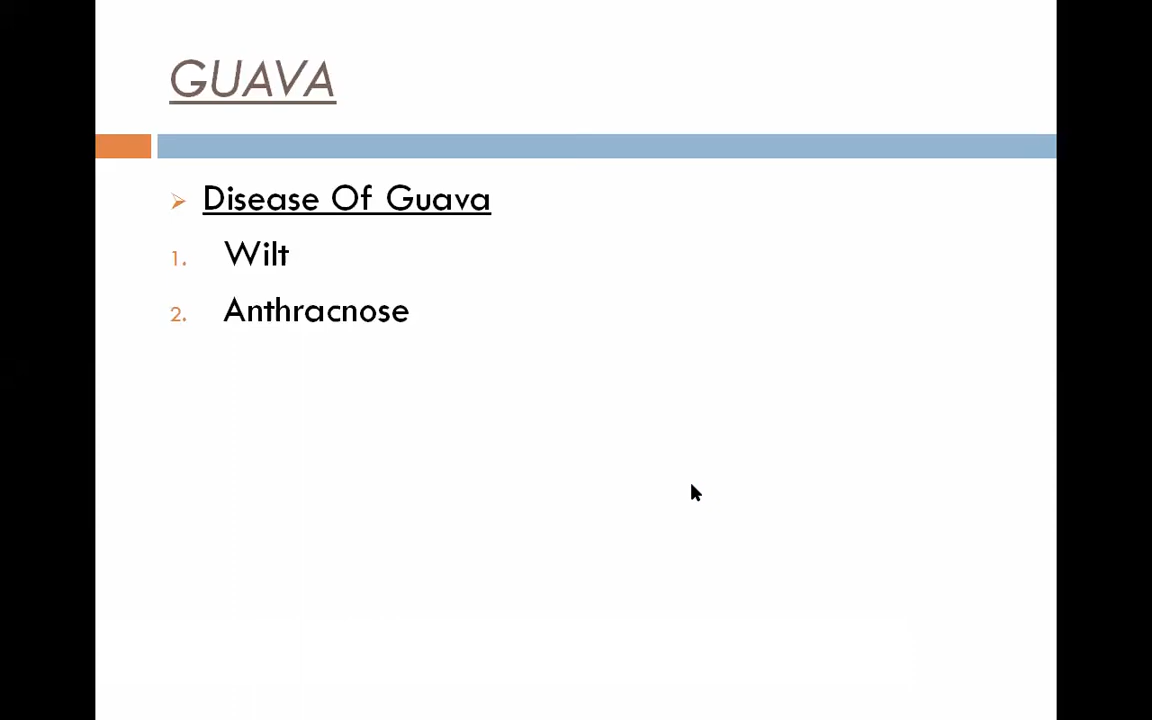 GUAVA
➢ Disease Of Guava
1. Wilt
2. Anthracnose